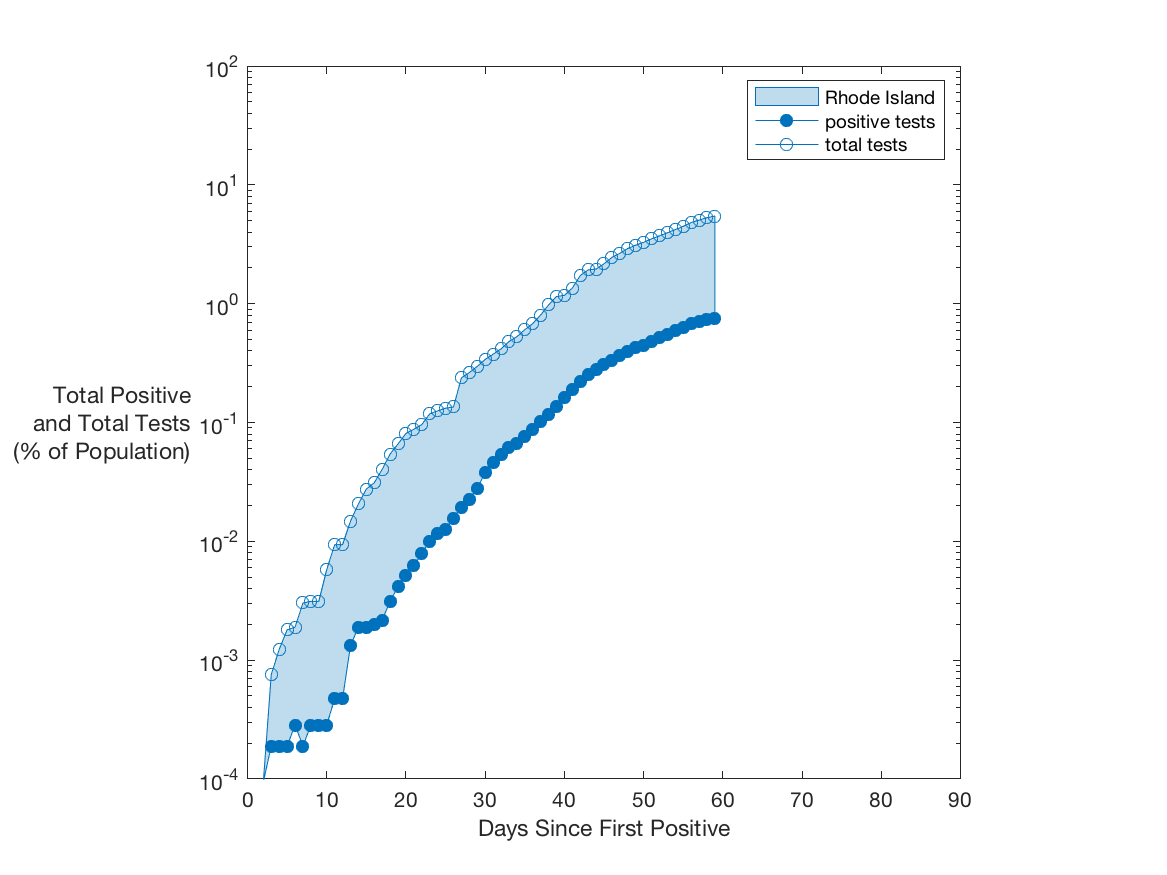 10^2
10^1
10^0
10^-1
10^-2
10^-3
10^-4
Total Positive
and Total Tests
(% of Population)
Rhode Island
positive tests
total tests
0 10 20 30 40 50 60 70 80 90
Days Since First Positive